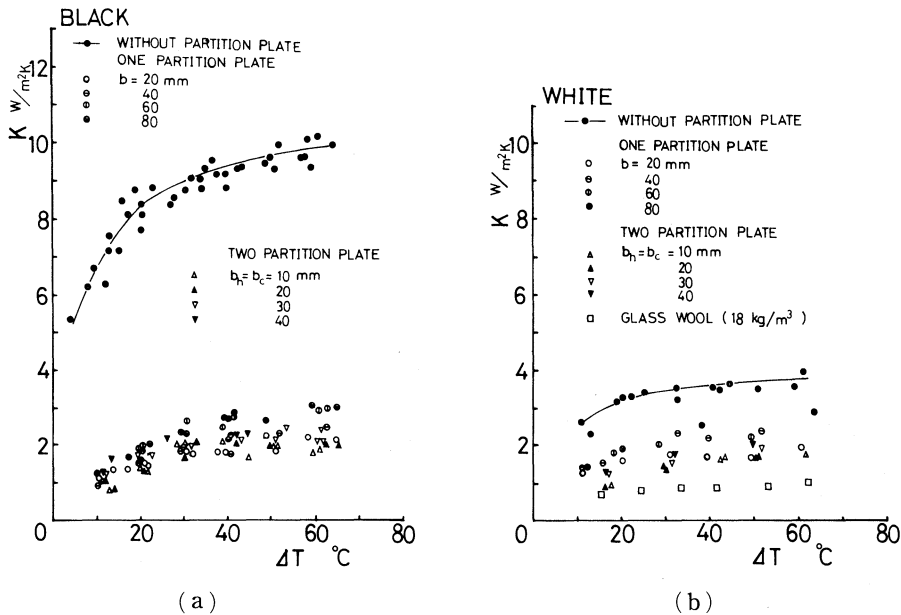 BLACK
WITHOUT PARTITION PLATE
ONE PARTITION PLATE
b = 20 mm
40
60
80
TWO PARTITION PLATE
bh = bc = 10 mm
20
30
40
K W/m²K
12
10
8
6
4
2
0
20
40
60
80
ΔT °C
(a)
WHITE
WITHOUT PARTITION PLATE
ONE PARTITION PLATE
b = 20 mm
40
60
80
TWO PARTITION PLATE
bh = bc = 10 mm
20
30
40
GLASS WOOL (18 kg/m³)
K W/m²K
10
8
6
4
2
0
20
40
60
80
ΔT °C
(b)